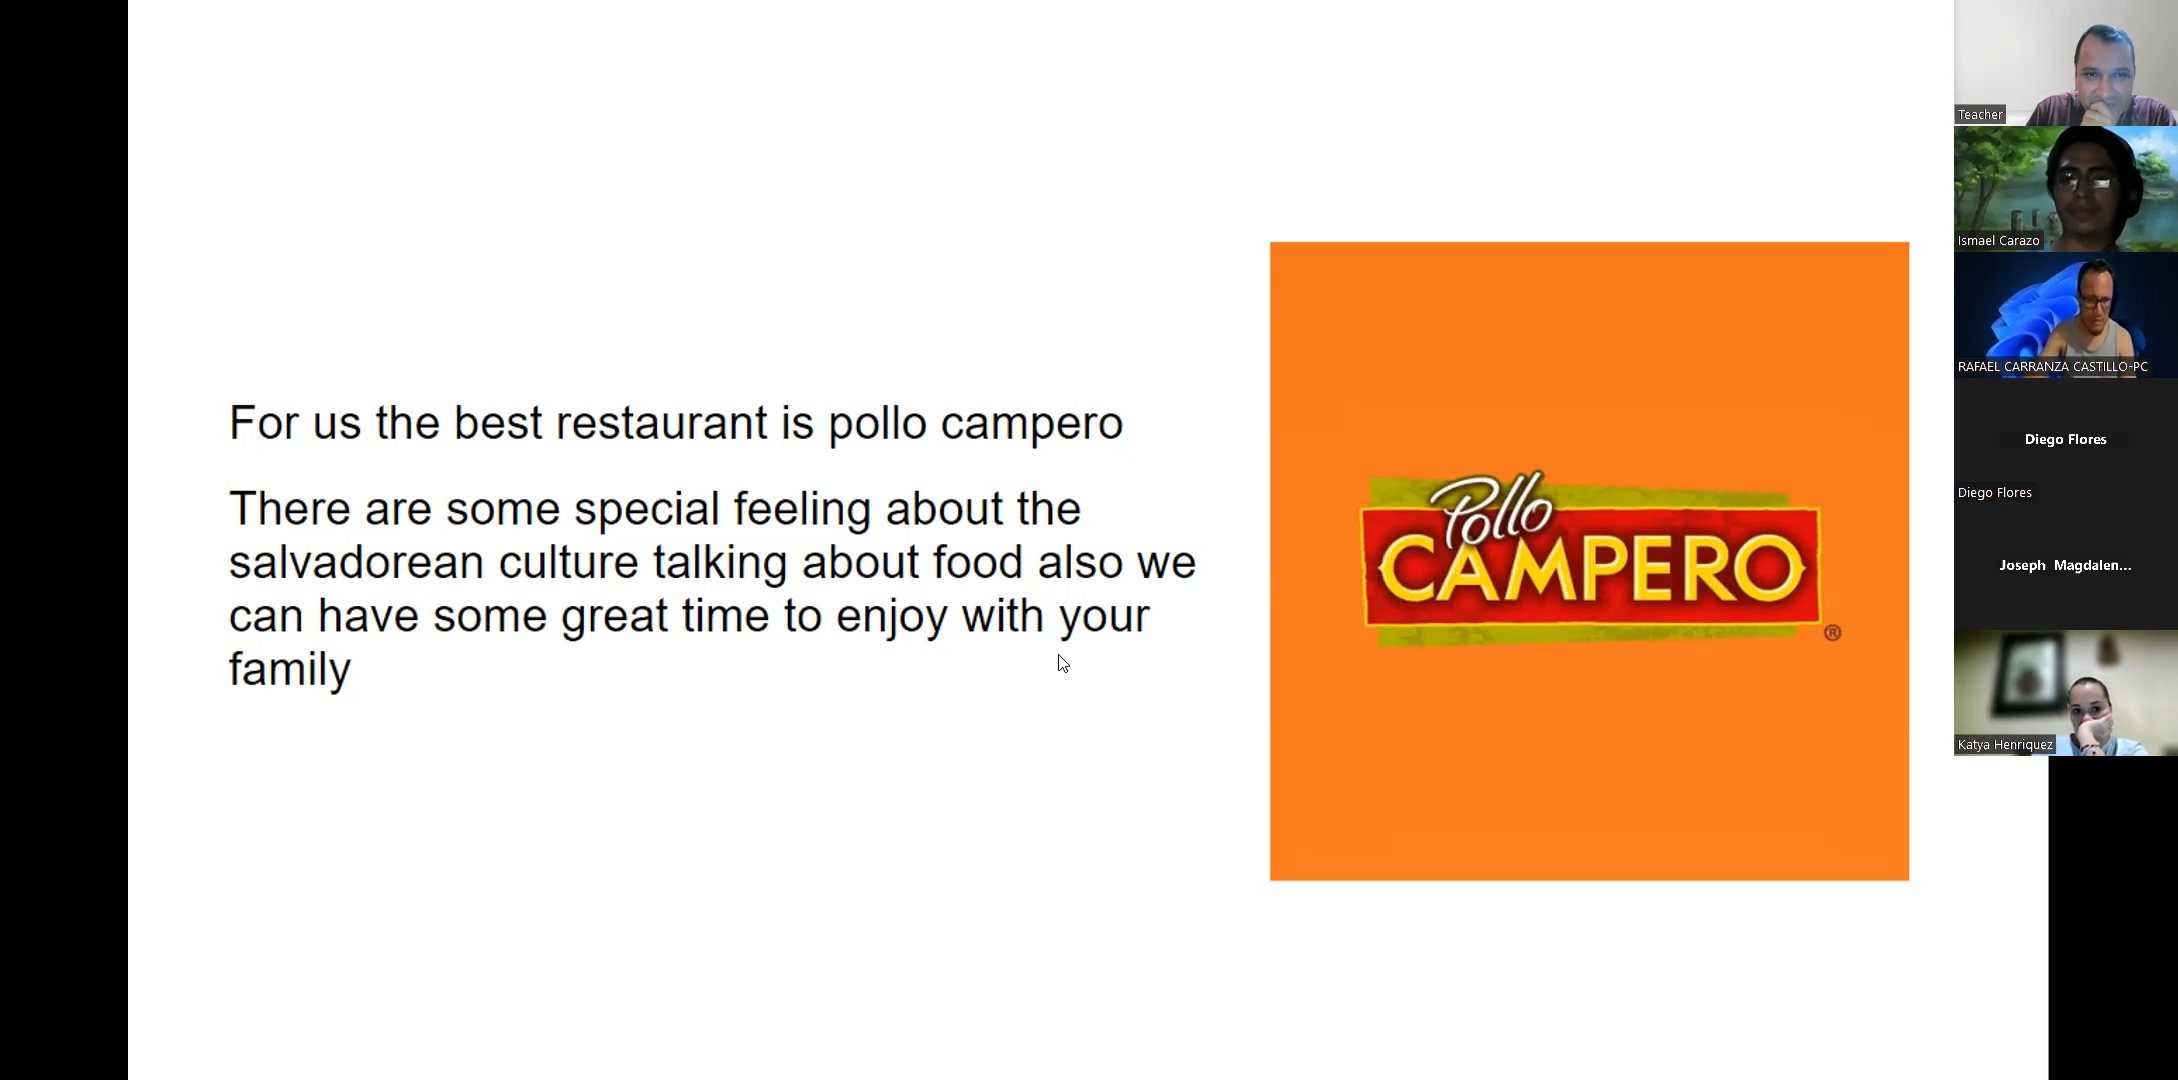 For us the best restaurant is pollo campero
There are some special feeling about the
salvadorean culture talking about food also we
can have some great time to enjoy with your
family
Pollo
CAMPERO
®
Teacher
Ismael Carazo
RAFAEL CARRANZA CASTILLO-PC
Diego Flores
Diego Flores
Joseph Magdalen...
Katya Henriquez